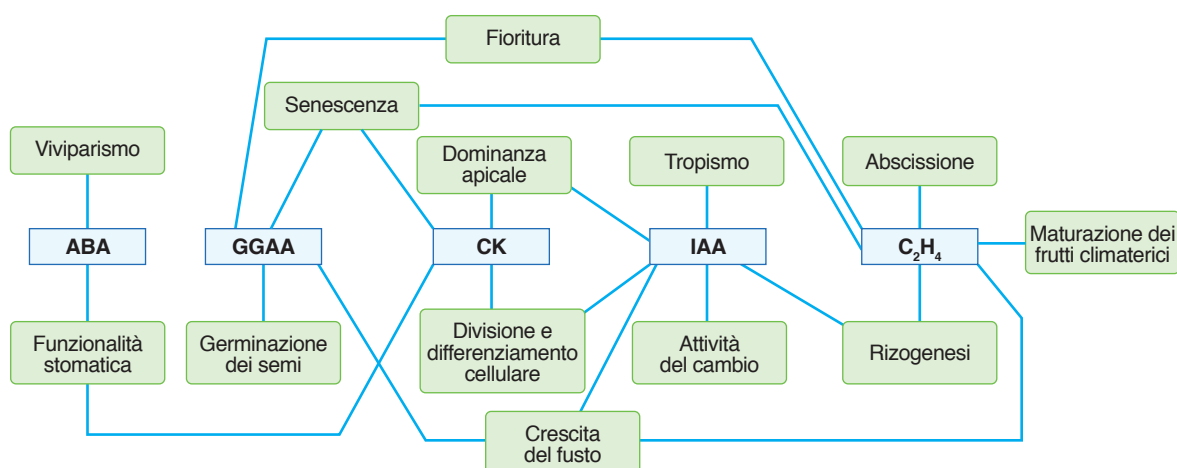 Fioritura
Senescenza
Viviparismo
Dominanza
apicale
Tropismo
Abscissione
ABA
GGAA
CK
IAA
C₂H₄
Maturazione dei
frutti climaterici
Funzionalità
stomatica
Germinazione
dei semi
Divisione e
differenziamento
cellulare
Attività
del cambio
Rizogenesi
Crescita
del fusto